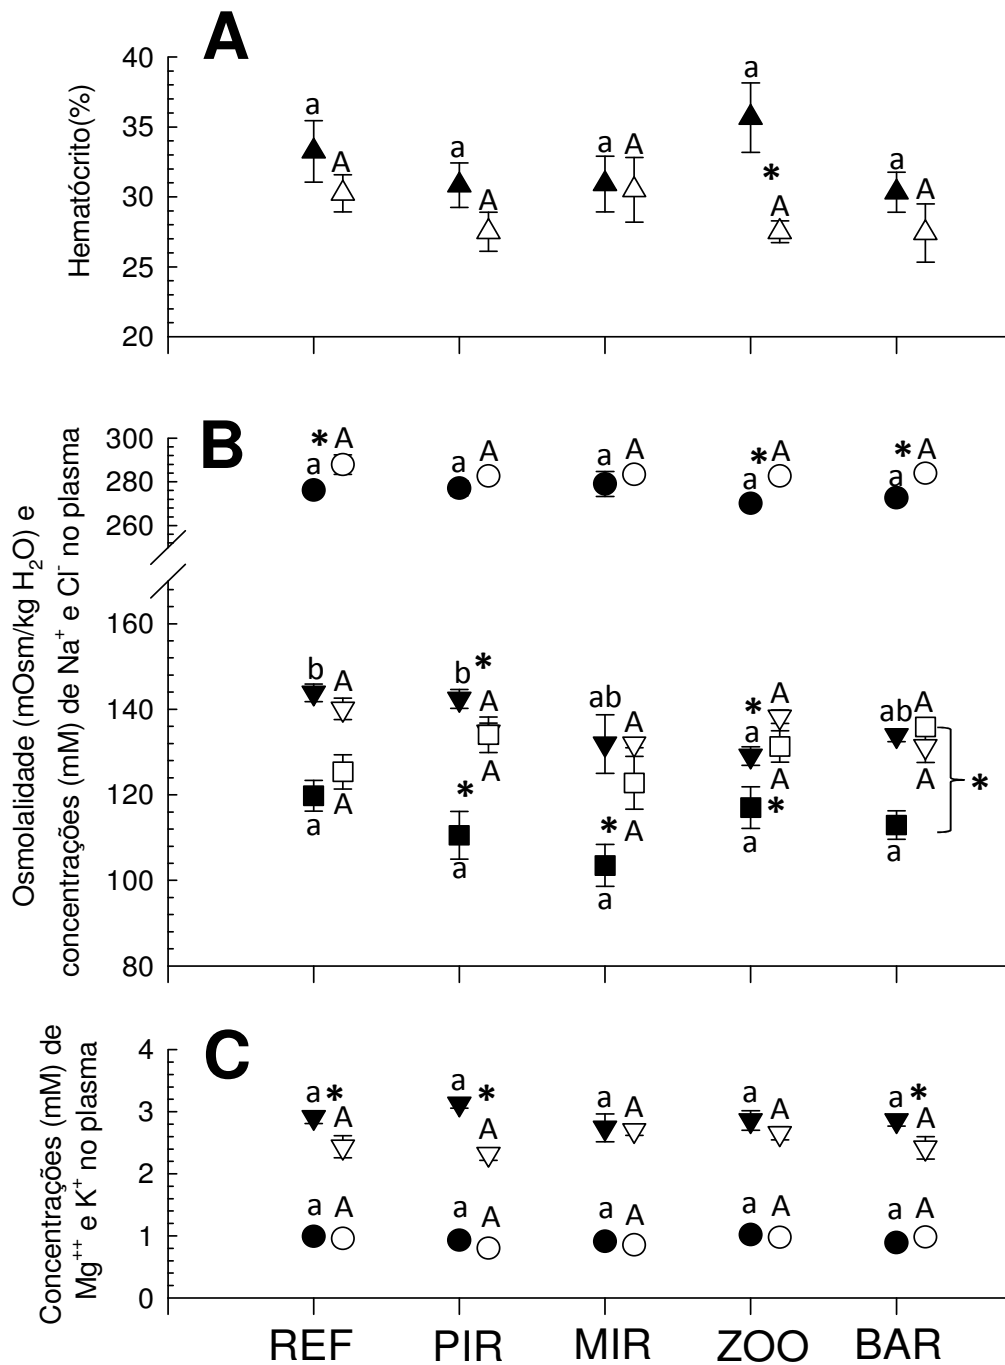 A
Hematócrito(%)
40
35
30
25
20
a
A
a
A
a
A
a
*
A
a
A
B
Osmolalidade (mOsm/kg H₂O) e
concentrações (mM) de Na⁺ e Cl⁻ no plasma
300
280
260
160
140
120
100
80
* A
a
a A
a A
* A
a
* A
a
b A
A
a
b * A
A
*
a
ab A
* A
a
A
*
a
A
*
a
ab A
A
*
a
C
Concentrações (mM) de
Mg⁺⁺ e K⁺ no plasma
4
3
2
1
0
a * A
a * A
a A
a A
a * A
a A
a A
a A
a A
a A
REF PIR MIR ZOO BAR